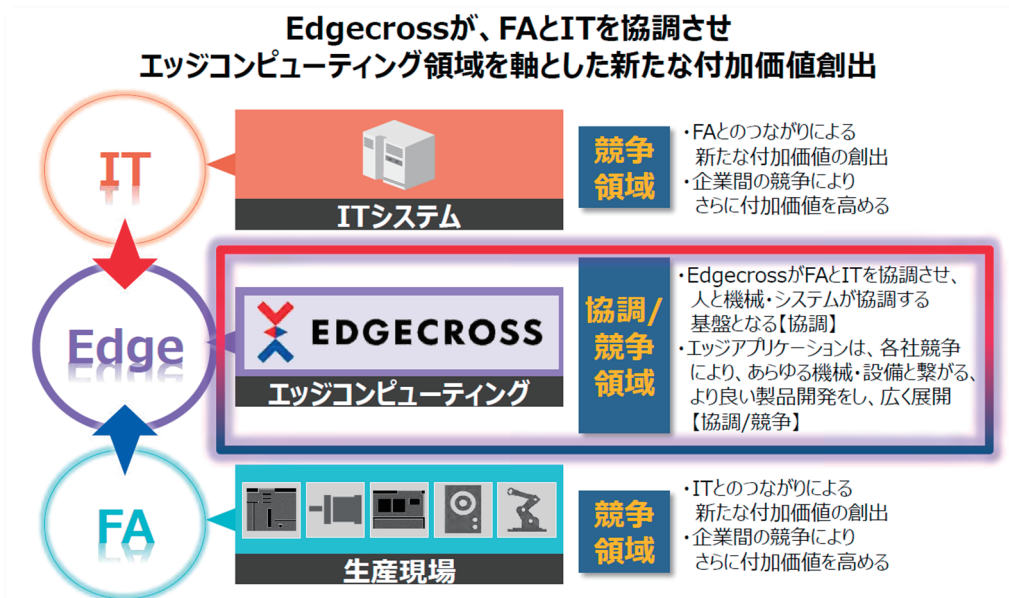 Edgecrossが、FAとITを協調させ
エッジコンピューティング領域を軸とした新たな付加価値創出
IT
ITシステム
競争
領域
・FAとのつながりによる
新たな付加価値の創出
・企業間の競争により
さらに付加価値を高める
Edge
EDGECROSS
エッジコンピューティング
協調/
競争
領域
・EdgecrossがFAとITを協調させ、
人と機械・システムが協調する
基盤となる【協調】
・エッジアプリケーションは、各社競争
により、あらゆる機械・設備と繋がる、
より良い製品開発をし、広く展開
【協調/競争】
FA
生産現場
競争
領域
・ITとのつながりによる
新たな付加価値の創出
・企業間の競争により
さらに付加価値を高める